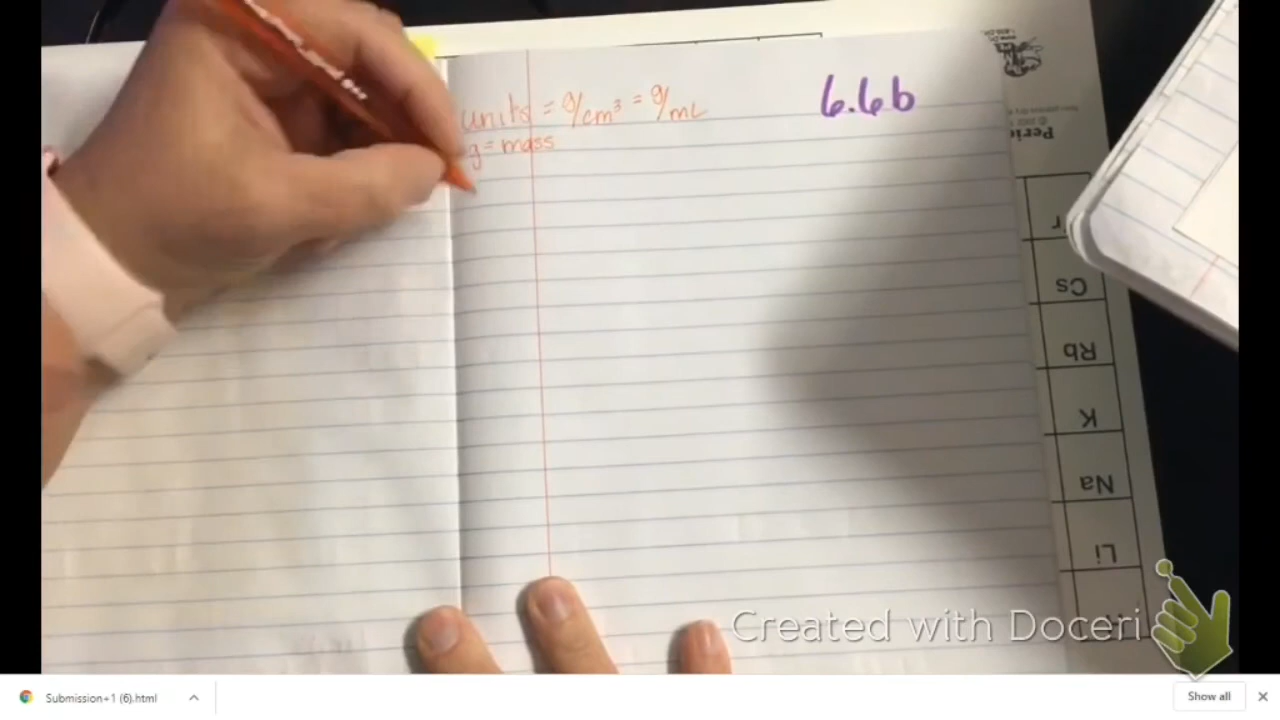 units = g/cm³ = g/mL
6.6b
g = mass
Perio
r
Cs
Rb
K
Na
Li
Created with Doceri
Submission+1 (6).html
Show all